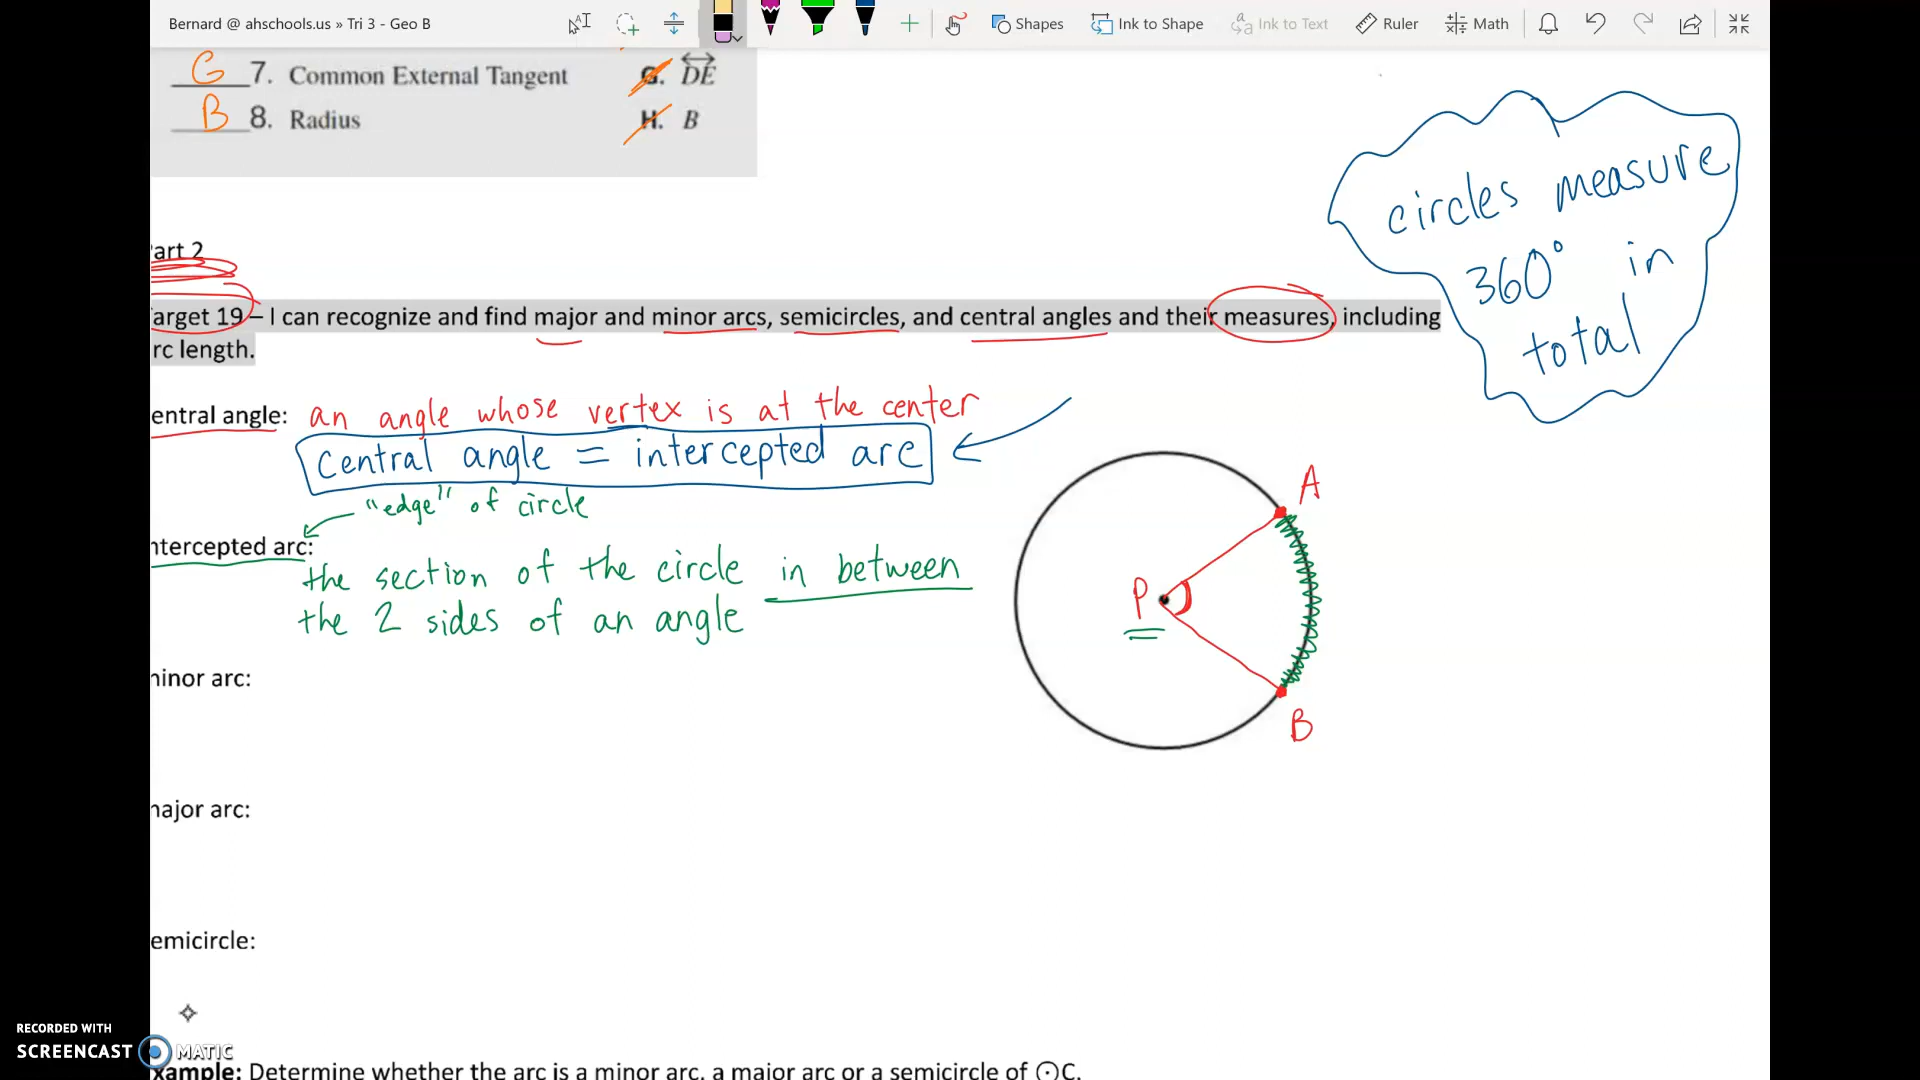 Bernard @ ahschools.us » Tri 3 - Geo B
Shapes
Ink to Shape
Ink to Text
Ruler
Math
G 7. Common External Tangent G. DE
B 8. Radius H. B
circles measure
360° in
total
art 2
arget 19 – I can recognize and find major and minor arcs, semicircles, and central angles and their measures, including
rc length.
entral angle: an angle whose vertex is at the center
central angle = intercepted arc
"edge" of circle
ntercepted arc:
the section of the circle in between
the 2 sides of an angle
A
P
B
ninor arc:
najor arc:
emicircle:
RECORDED WITH
SCREENCAST MATIC
xample: Determine whether the arc is a minor arc, a major arc or a semicircle of ⊙C.